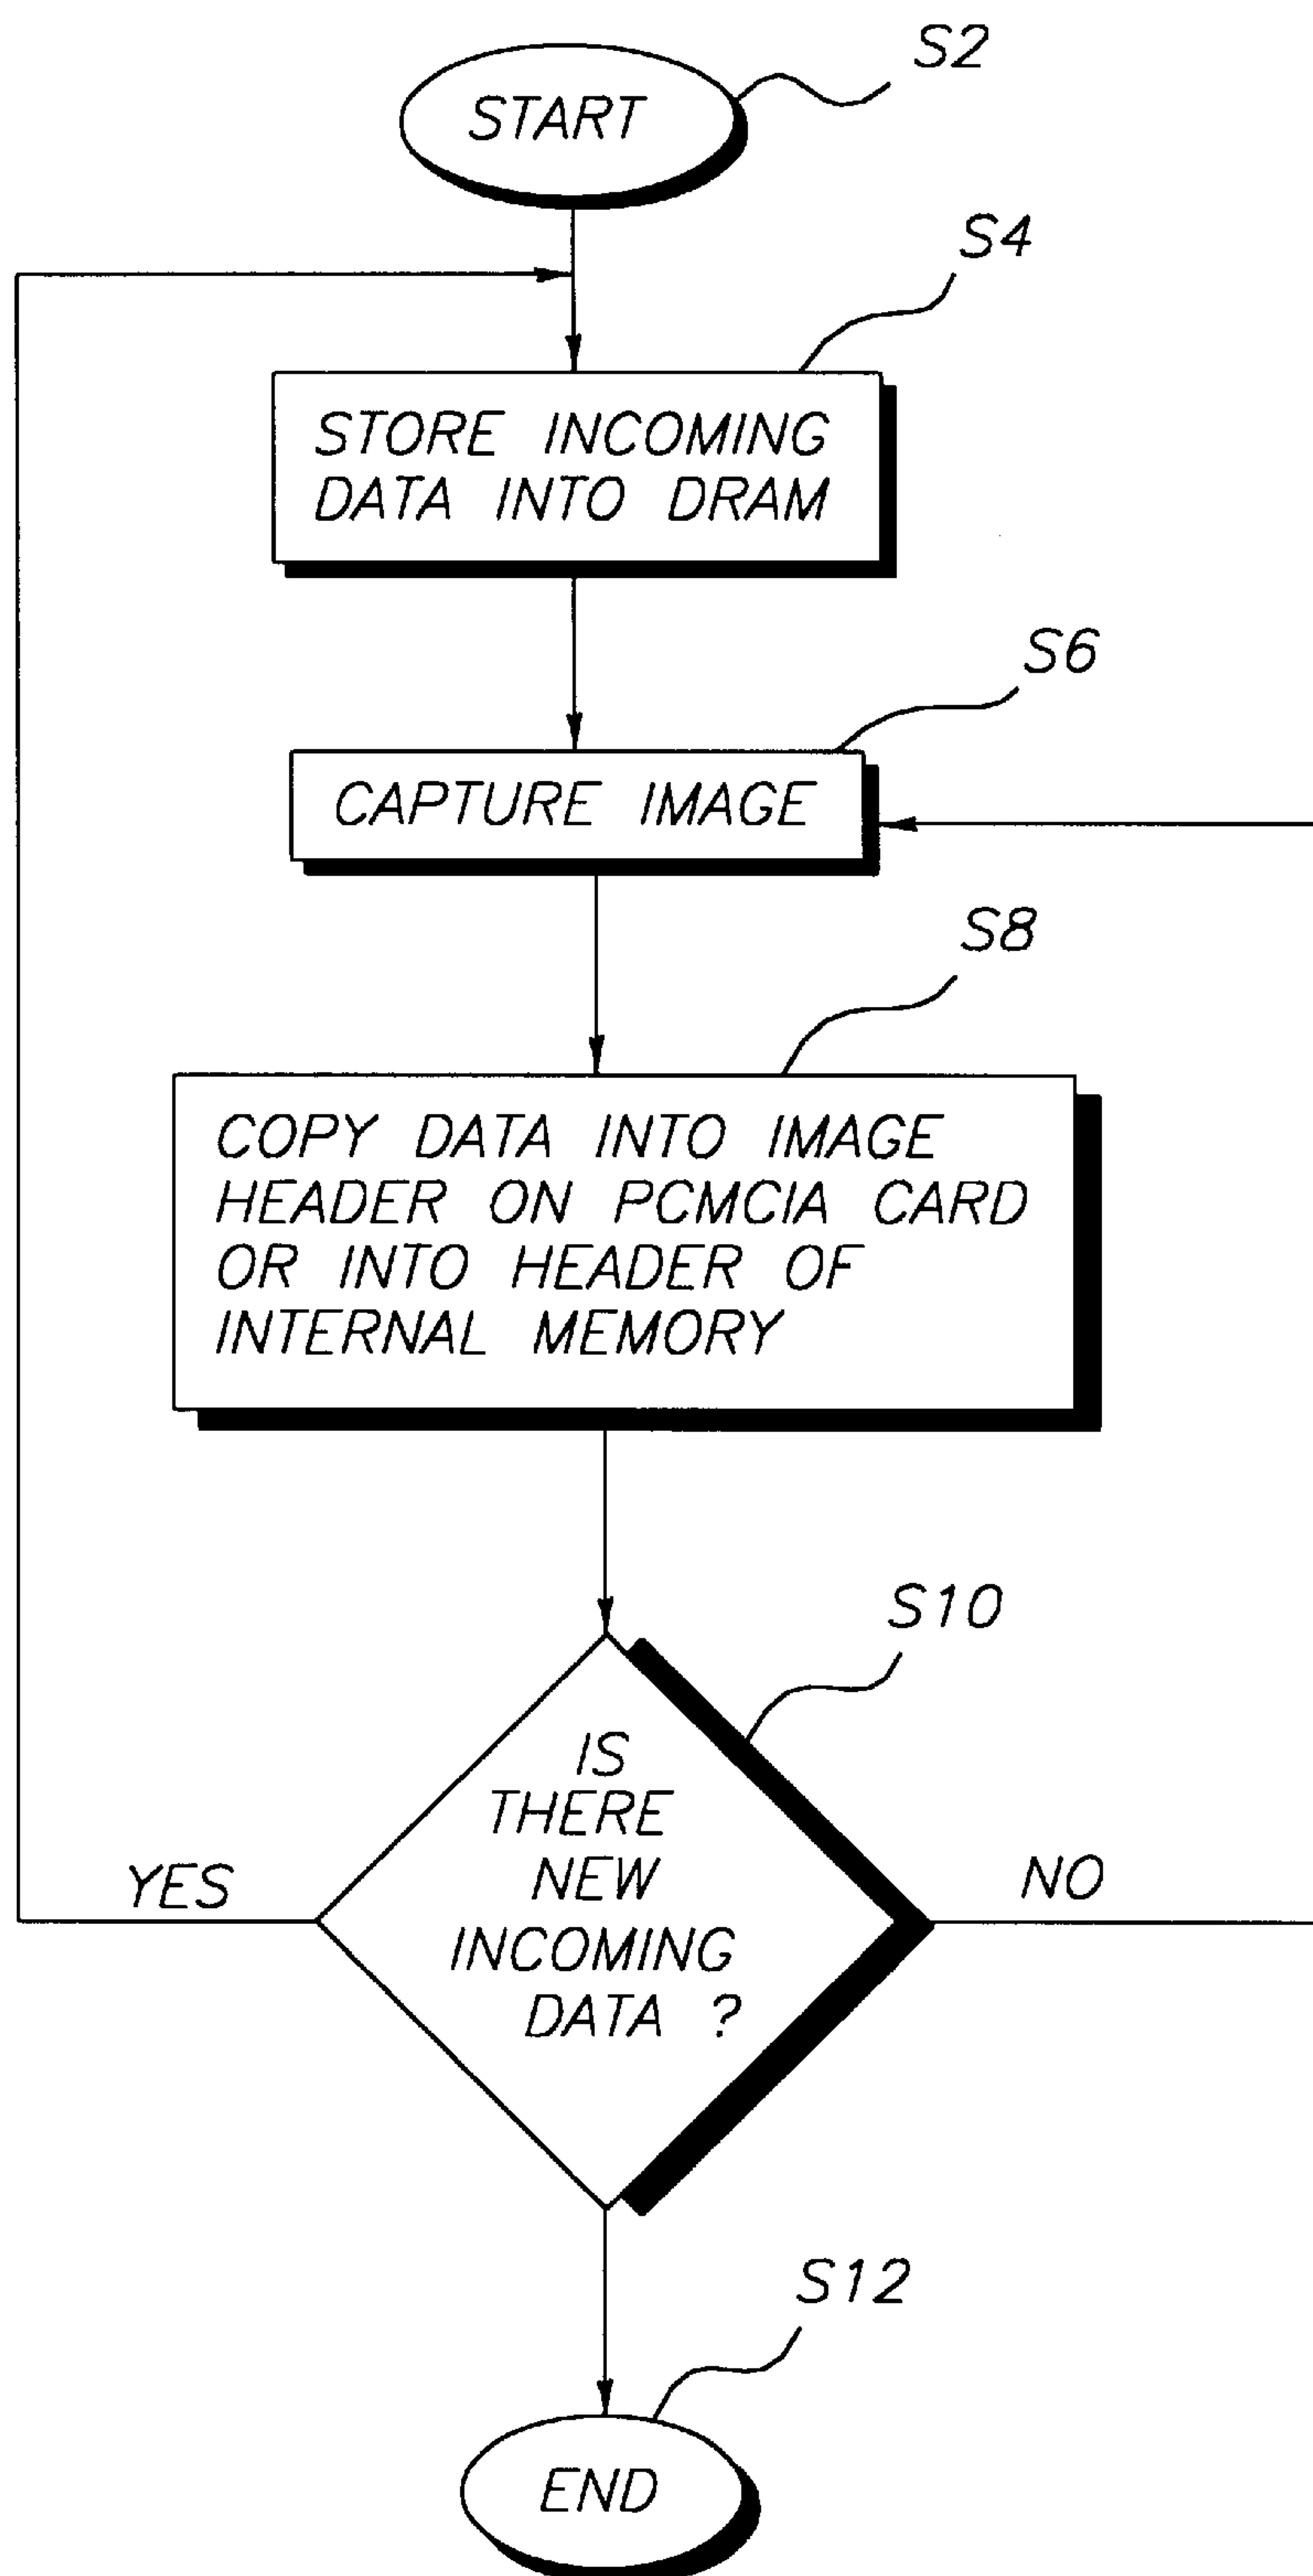 START
S2
S4
STORE INCOMING
DATA INTO DRAM
S6
CAPTURE IMAGE
S8
COPY DATA INTO IMAGE
HEADER ON PCMCIA CARD
OR INTO HEADER OF
INTERNAL MEMORY
S10
IS
THERE
NEW
INCOMING
DATA ?
YES
NO
S12
END